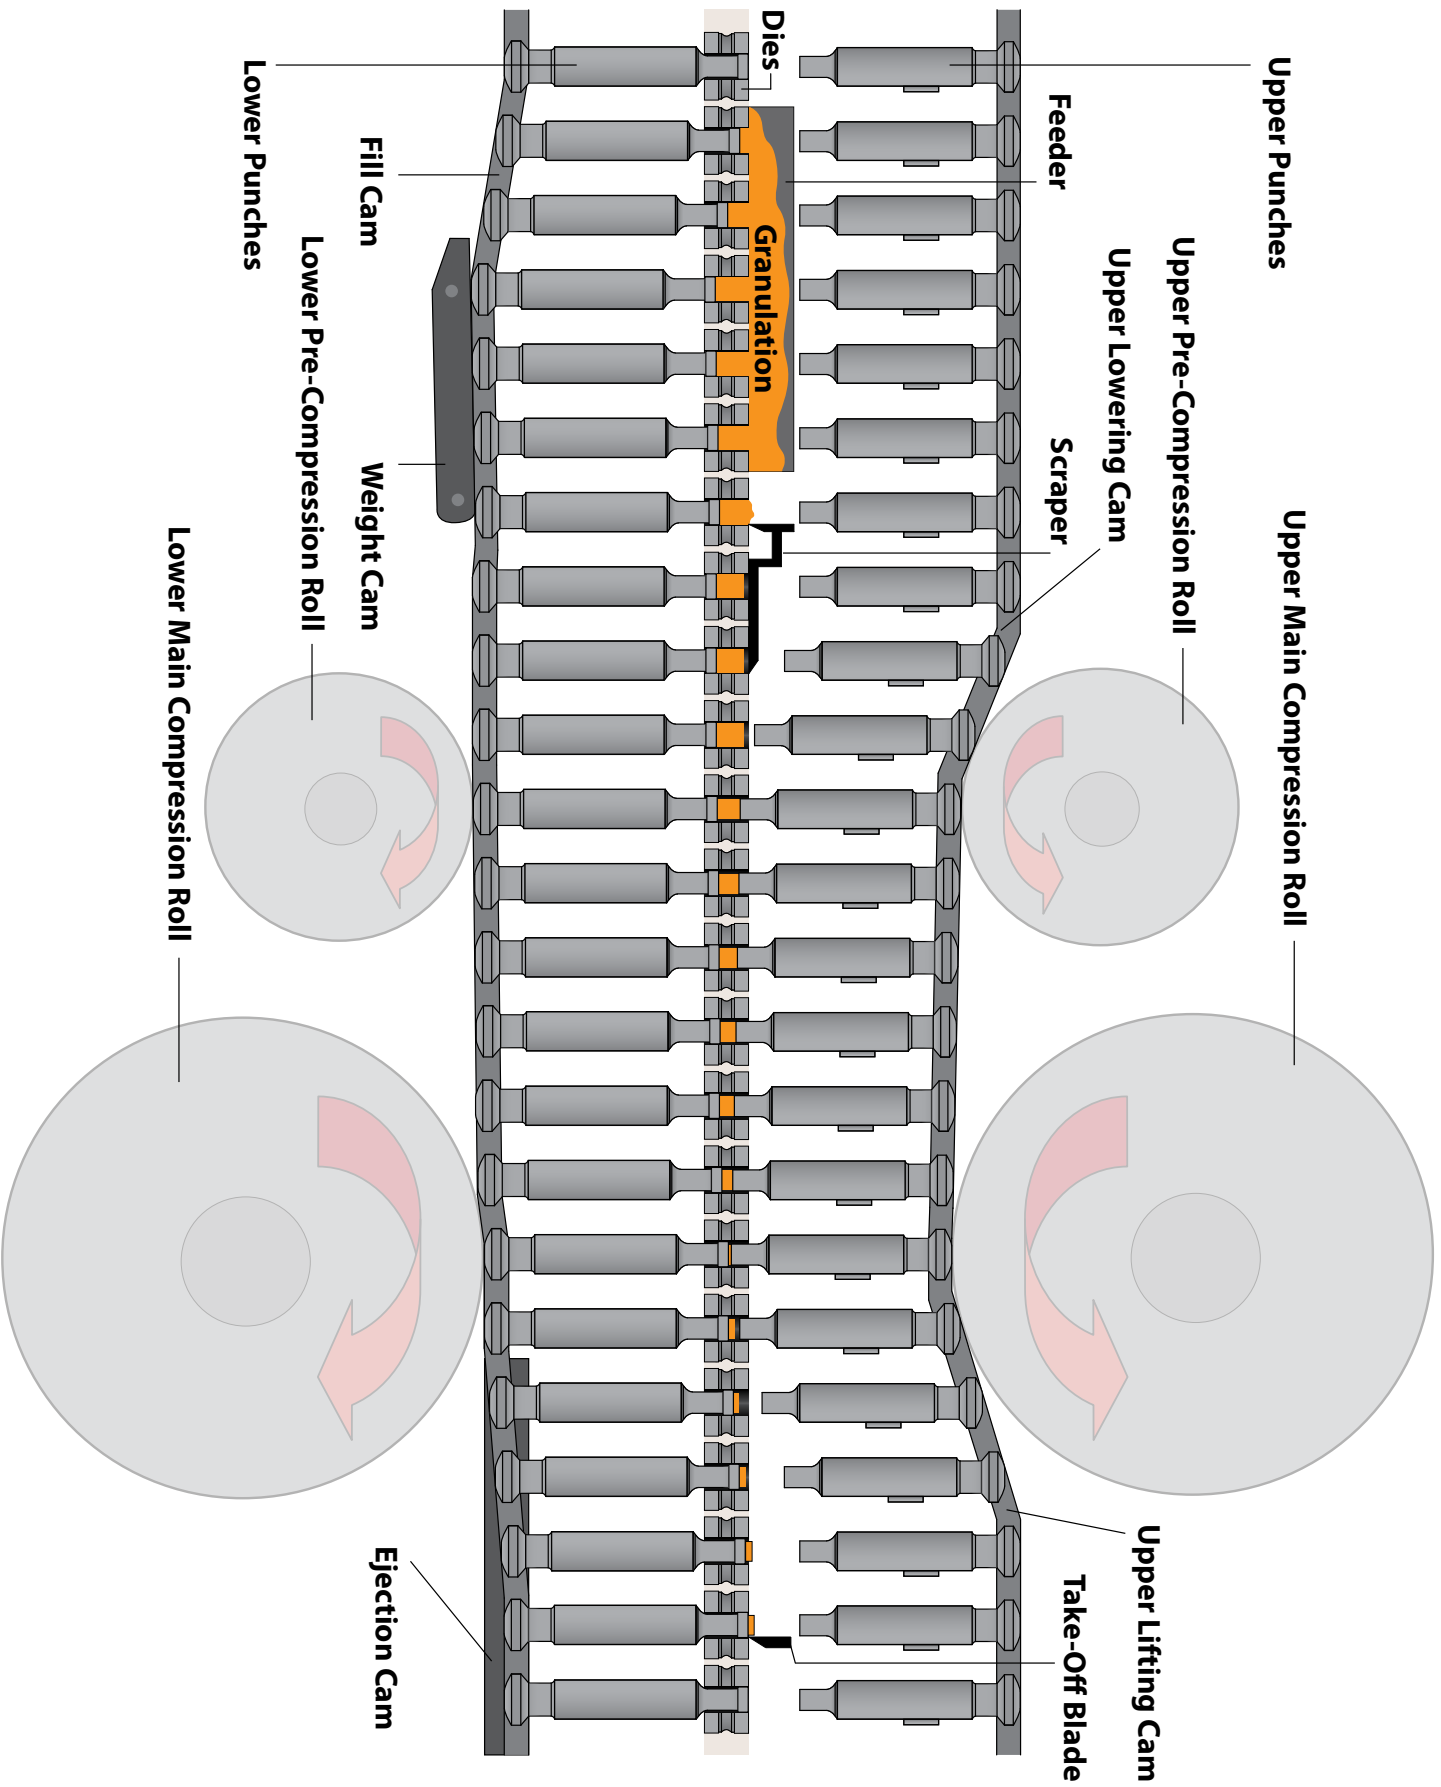 Upper Main Compression Roll
Upper Punches
Upper Pre-Compression Roll
Upper Lifting Cam
Upper Lowering Cam
Feeder
Scraper
Take-Off Blade
Dies
Granulation
Fill Cam
Weight Cam
Ejection Cam
Lower Pre-Compression Roll
Lower Punches
Lower Main Compression Roll